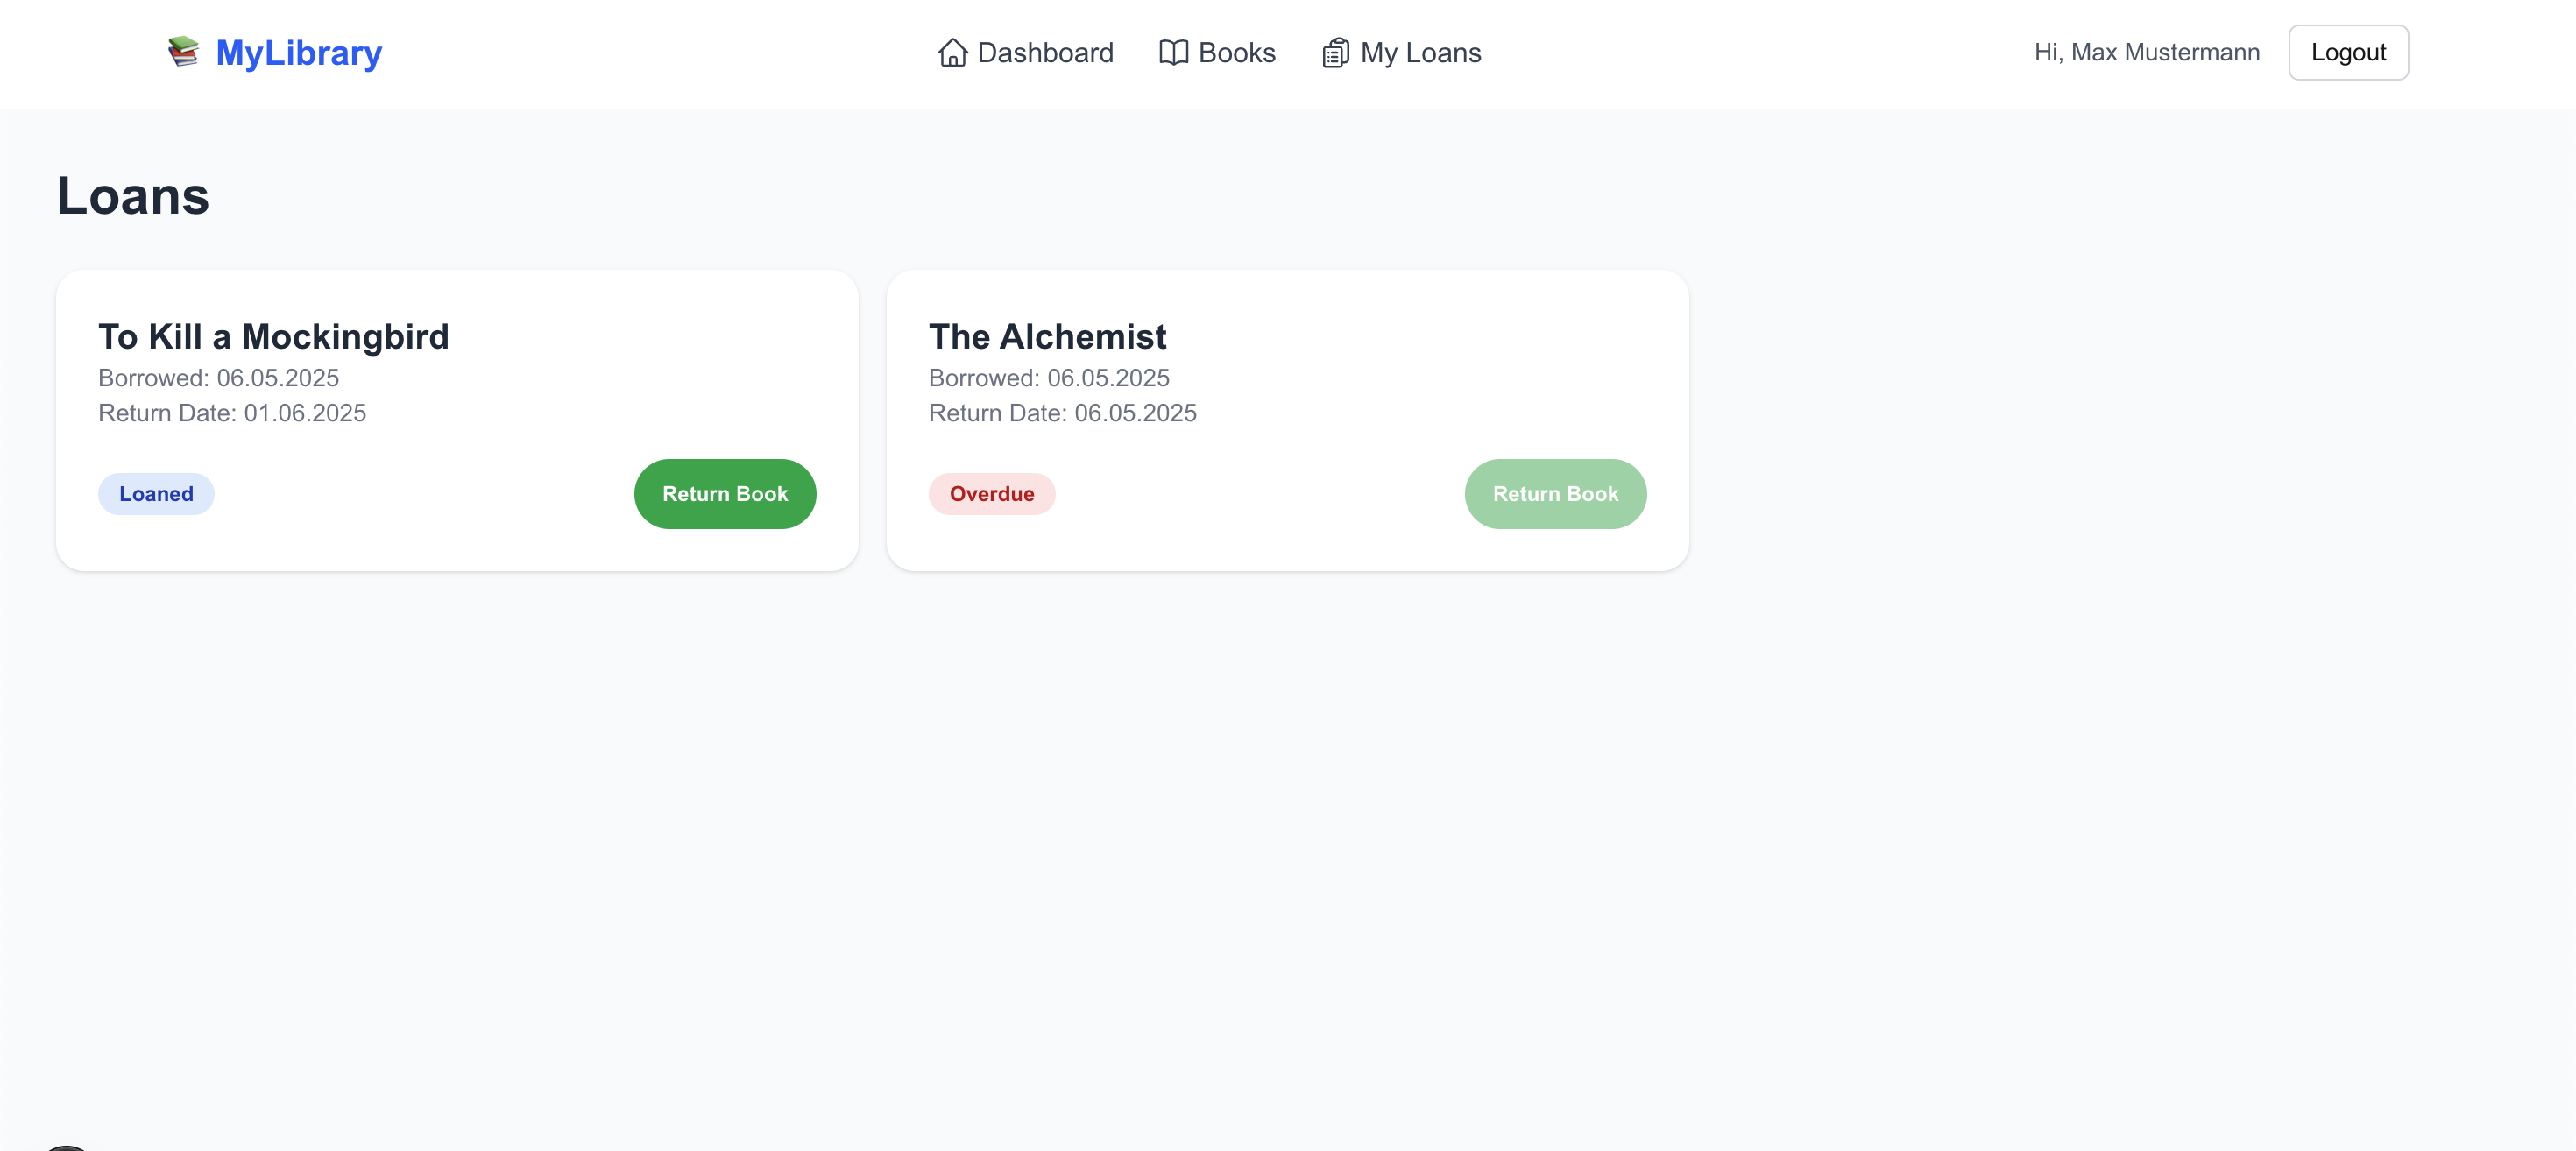 MyLibrary
Dashboard
Books
My Loans
Hi, Max Mustermann
Logout
Loans
To Kill a Mockingbird
Borrowed: 06.05.2025
Return Date: 01.06.2025
Loaned
Return Book
The Alchemist
Borrowed: 06.05.2025
Return Date: 06.05.2025
Overdue
Return Book